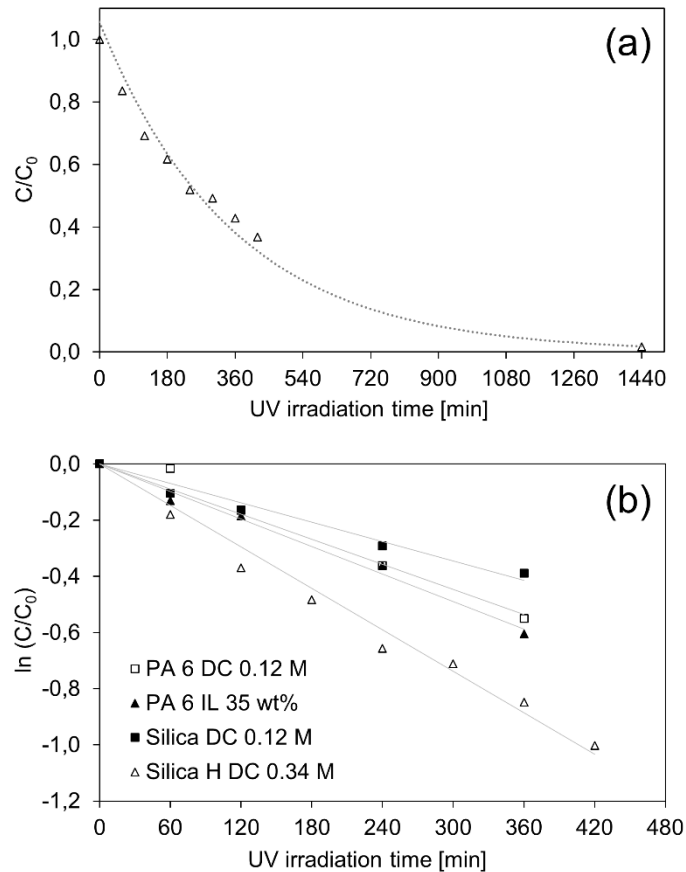 (a)
C/C0
1,0
0,8
0,6
0,4
0,2
0,0
0 180 360 540 720 900 1080 1260 1440
UV irradiation time [min]
(b)
ln (C/C0)
0,0
-0,2
-0,4
-0,6
-0,8
-1,0
-1,2
PA 6 DC 0.12 M
PA 6 IL 35 wt%
Silica DC 0.12 M
Silica H DC 0.34 M
0 60 120 180 240 300 360 420 480
UV irradiation time [min]